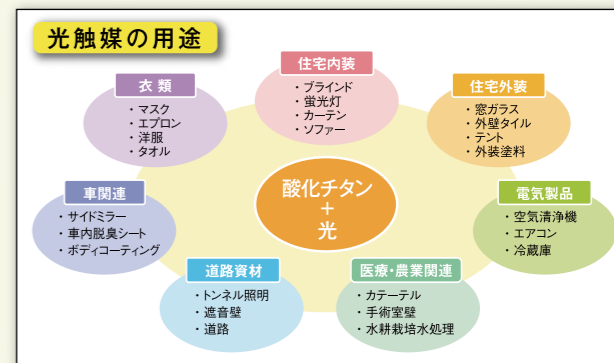 光触媒の用途
住宅内装
・ブラインド
・蛍光灯
・カーテン
・ソファー
衣類
・マスク
・エプロン
・洋服
・タオル
住宅外装
・窓ガラス
・外壁タイル
・テント
・外装塗料
酸化チタン
+
光
車関連
・サイドミラー
・車内脱臭シート
・ボディコーティング
電気製品
・空気清浄機
・エアコン
・冷蔵庫
道路資材
・トンネル照明
・遮音壁
・道路
医療・農業関連
・カテーテル
・手術室壁
・水耕栽培水処理